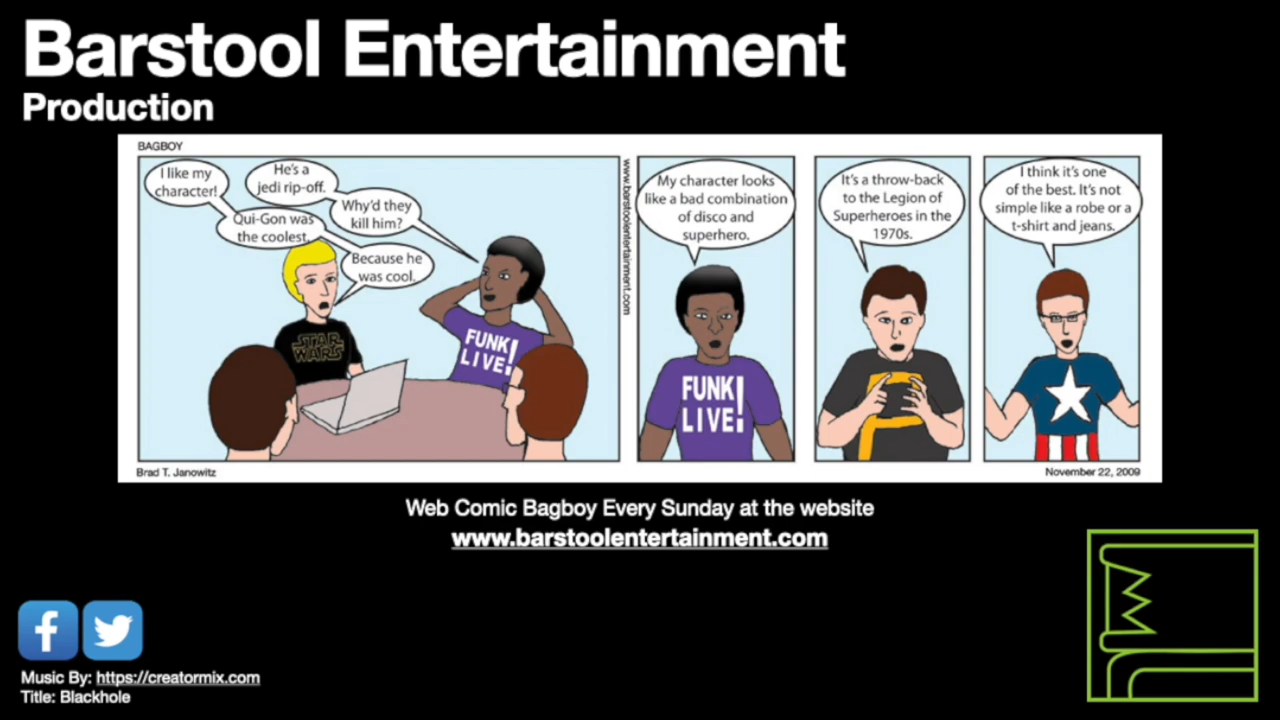 Barstool Entertainment
Production
BAGBOY
I like my
character!
He's a
jedi rip-off.
Qui-Gon was
the coolest.
Why'd they
kill him?
Because he
was cool.
STAR
WARS
FUNK
LIVE!
www.barstoolentertainment.com
My character looks
like a bad combination
of disco and
superhero.
FUNK
LIVE!
It's a throw-back
to the Legion of
Superheroes in the
1970s.
I think it's one
of the best. It's not
simple like a robe or a
t-shirt and jeans.
Brad T. Janowitz
November 22, 2009
Web Comic Bagboy Every Sunday at the website
www.barstoolentertainment.com
Music By: https://creatormix.com
Title: Blackhole